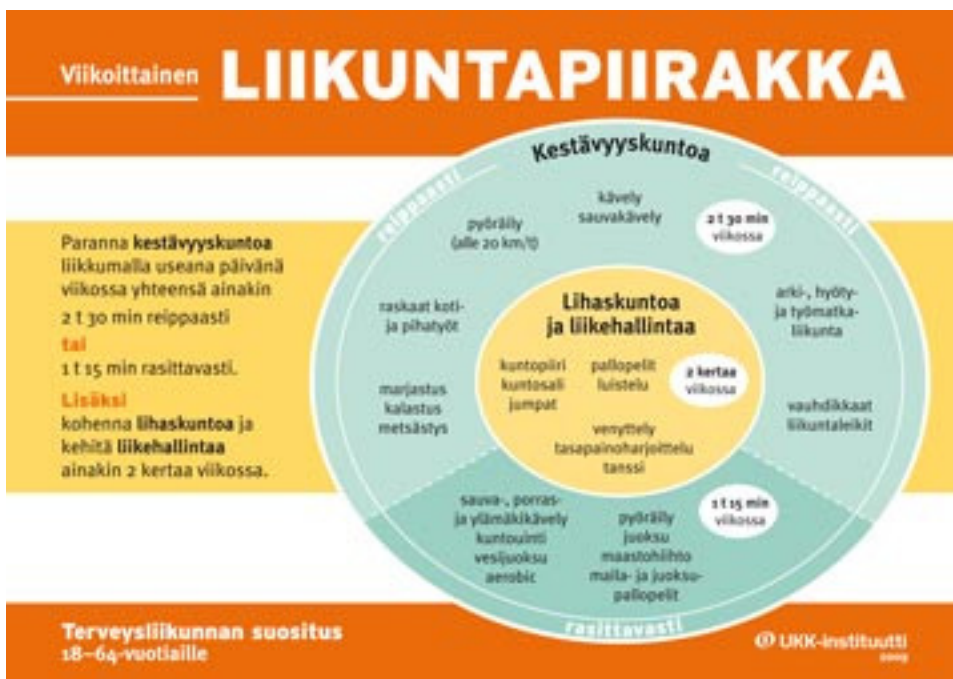 Viikoittainen LIIKUNTAPIIRAKKA
Kestävyyskuntoa
reippaasti
reippaasti
kävely
sauvakävely
2 t 30 min
viikossa
pyöräily
(alle 20 km/t)
Paranna kestävyyskuntoa
liikkumalla useana päivänä
viikossa yhteensä ainakin
2 t 30 min reippaasti
tai
1 t 15 min rasittavasti.
Lisäksi
kohenna lihaskuntoa ja
kehitä liikehallintaa
ainakin 2 kertaa viikossa.
raskaat koti-
ja pihatyöt
marjastus
kalastus
metsästys
Lihaskuntoa
ja liikehallintaa
kuntopiiri
kuntosali
jumpat
pallopelit
luistelu
2 kertaa
viikossa
venyttely
tasapainoharjoittelu
tanssi
arki-, hyöty-
ja työmatka-
liikunta
vauhdikkaat
liikuntaleikit
sauva-, porras-
ja ylämäkikävely
kuntouinti
vesijuoksu
aerobic
pyöräily
juoksu
maastohiihto
maila- ja juoksu-
pallopelit
1 t 15 min
viikossa
rasittavasti
Terveysliikunnan suositus
18–64-vuotiaille
UKK-instituutti
2009